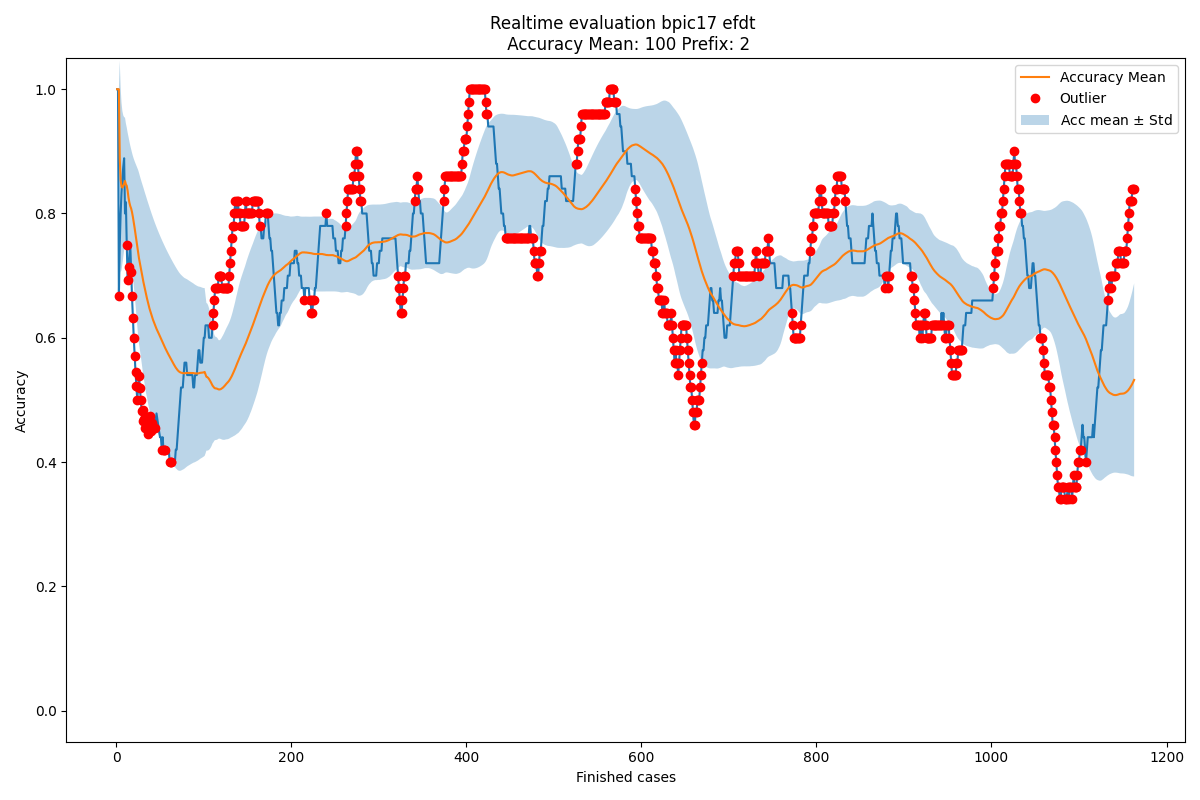 Realtime evaluation bpic17 efdt
Accuracy Mean: 100 Prefix: 2
Accuracy Mean
Outlier
Acc mean ± Std
1.0
0.8
0.6
0.4
0.2
0.0
Accuracy
0
200
400
600
800
1000
1200
Finished cases